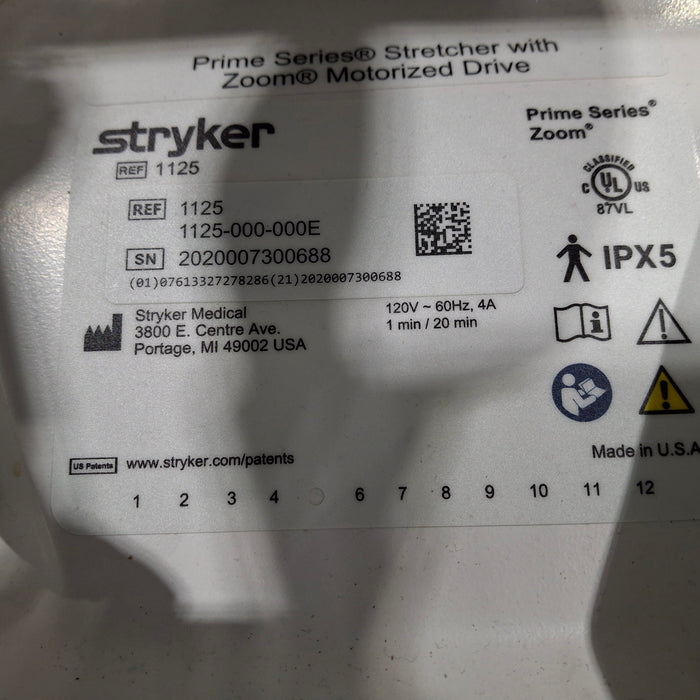 Prime Series® Stretcher with
Zoom® Motorized Drive
stryker
REF 1125
Prime Series®
Zoom®
CLASSIFIED
C UL US
87VL
REF 1125
1125-000-000E
SN 2020007300688
(01)07613327278286(21)2020007300688
IPX5
Stryker Medical
3800 E. Centre Ave.
Portage, MI 49002 USA
120V ~ 60Hz, 4A
1 min / 20 min
Made in U.S.A
US Patents www.stryker.com/patents
1 2 3 4 6 7 8 9 10 11 12